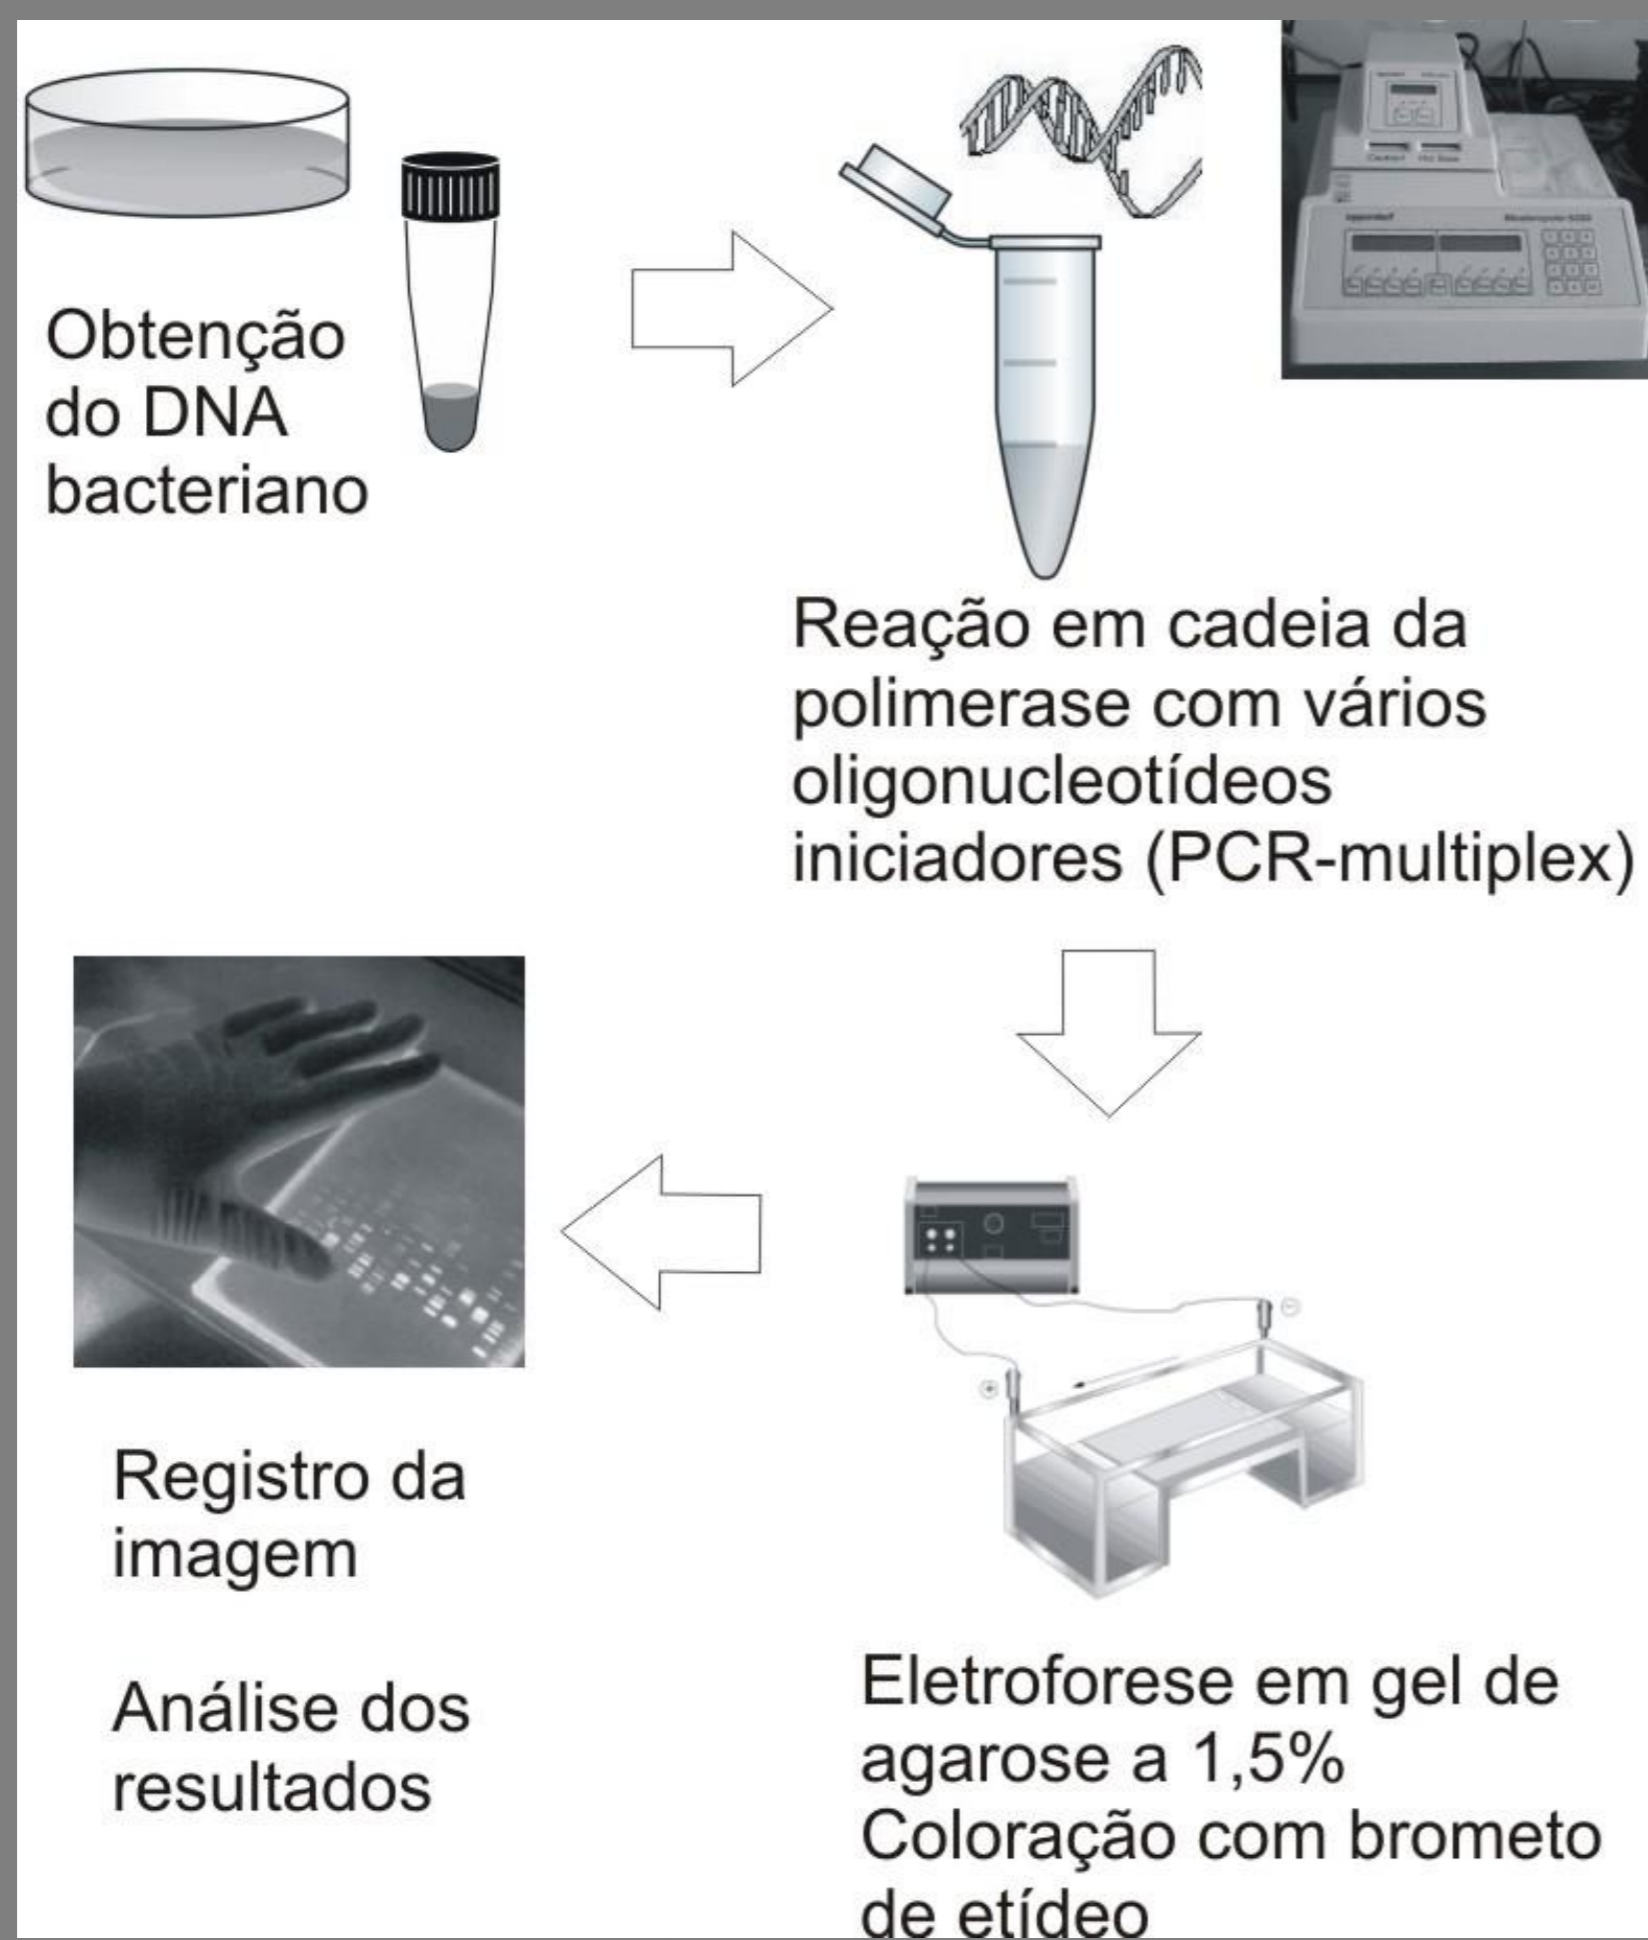 Obtenção
do DNA
bacteriano
Reação em cadeia da
polimerase com vários
oligonucleotídeos
iniciadores (PCR-multiplex)
Eletroforese em gel de
agarose a 1,5%
Coloração com brometo
de etídeo
Registro da
imagem
Análise dos
resultados